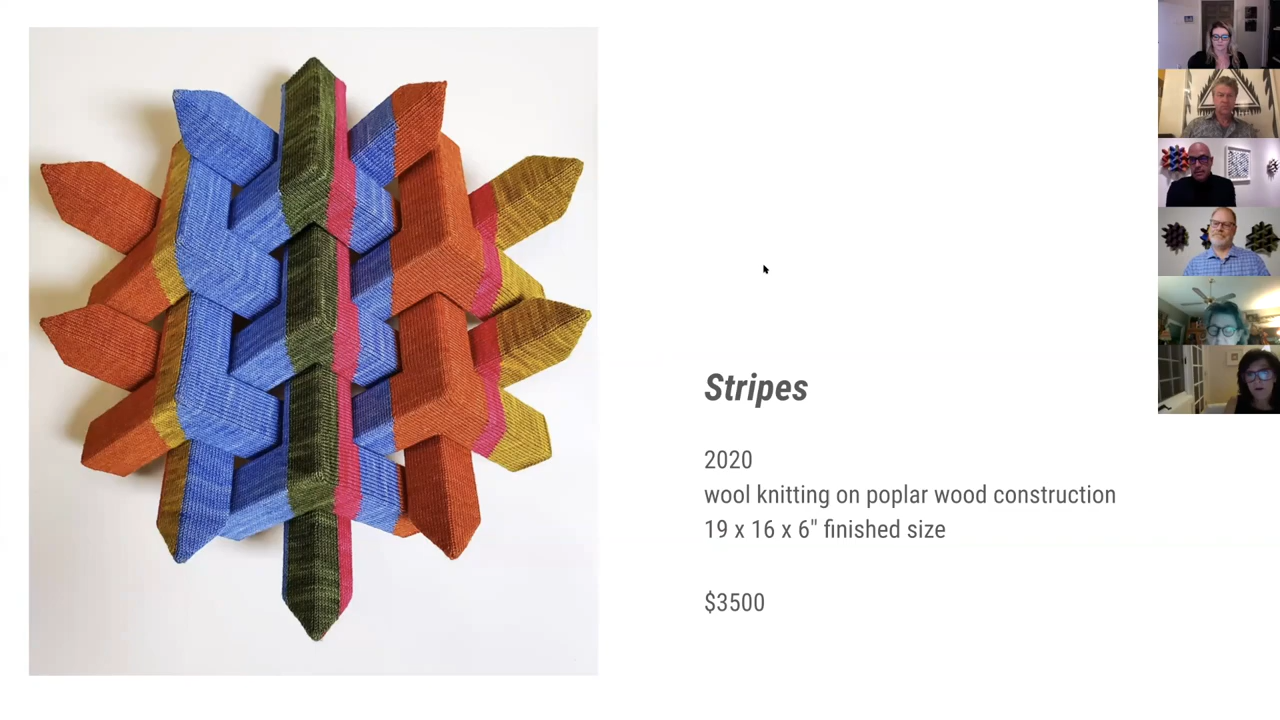 Stripes
2020
wool knitting on poplar wood construction
19 x 16 x 6" finished size
$3500